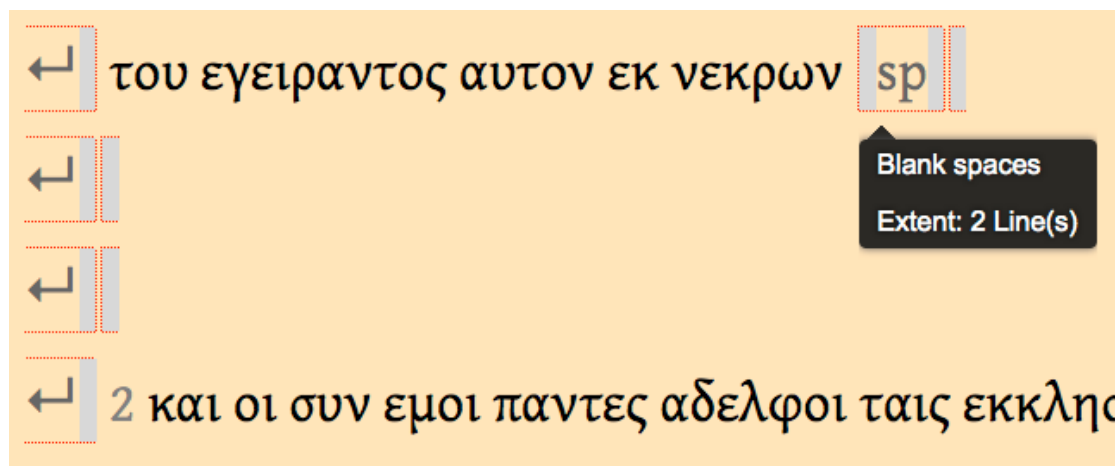 ↵ του εγειραντος αυτον εκ νεκρων sp
Blank spaces
↵
Extent: 2 Line(s)
↵
↵ 2 και οι συν εμοι παντες αδελφοι ταις